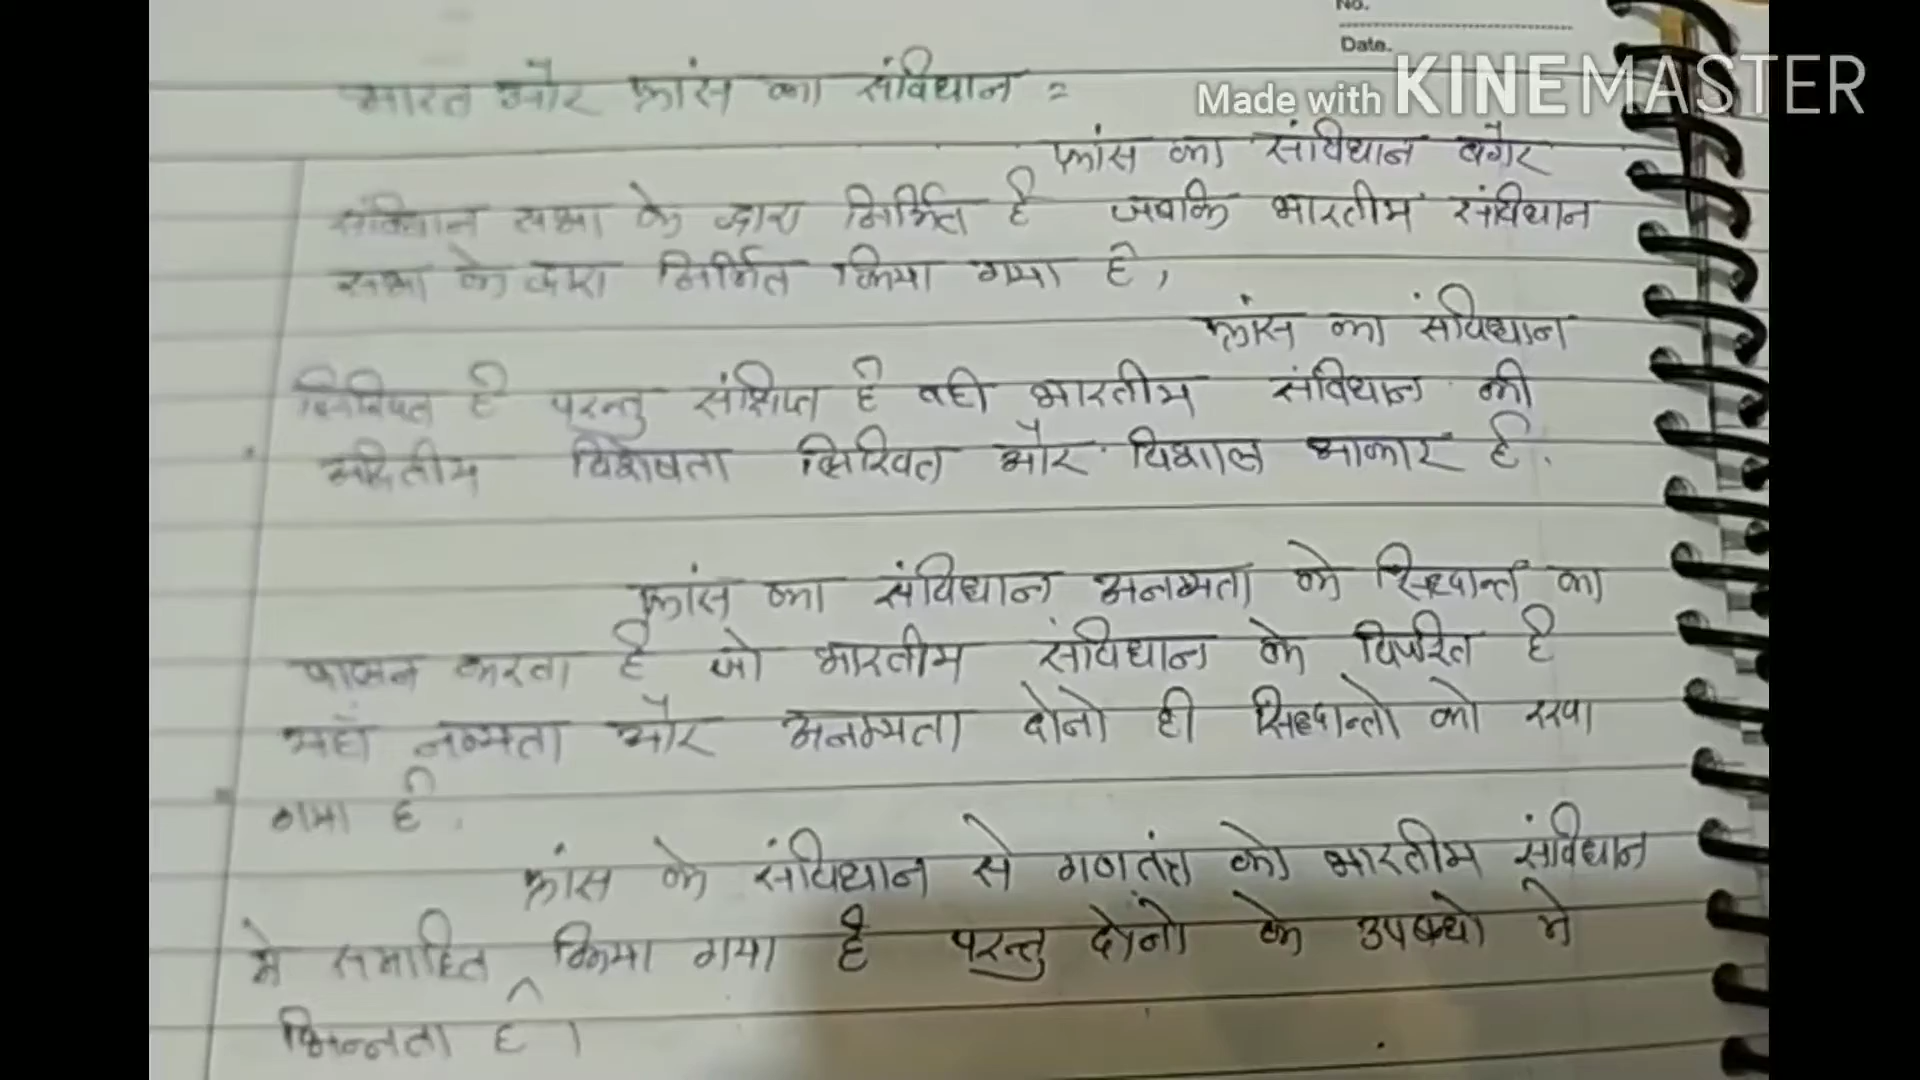 No.
Date.
Made with KINEMASTER
भारत और फ्रांस का संविधान =
फ्रांस का संविधान बगैर
संविधान सभा के द्वारा निर्मित है जबकि भारतीय संविधान
सभा के द्वारा निर्मित किया गया है,
फ्रांस का संविधान
लिखित है परन्तु संक्षिप्त है वही भारतीय संविधान की
अद्वितीय विशेषता लिखित और विशाल आकार है.
फ्रांस का संविधान अनम्यता के सिद्धान्त का
पालन करता है जो भारतीय संविधान के विपरित है
यहाँ नम्यता और अनम्यता दोनो ही सिद्धान्तो को रखा
गया है.
फ्रांस के संविधान से गणतंत्र को भारतीय संविधान
मे समाहित किया गया है परन्तु दोनो के उपबन्धो मे
भिन्नता है।